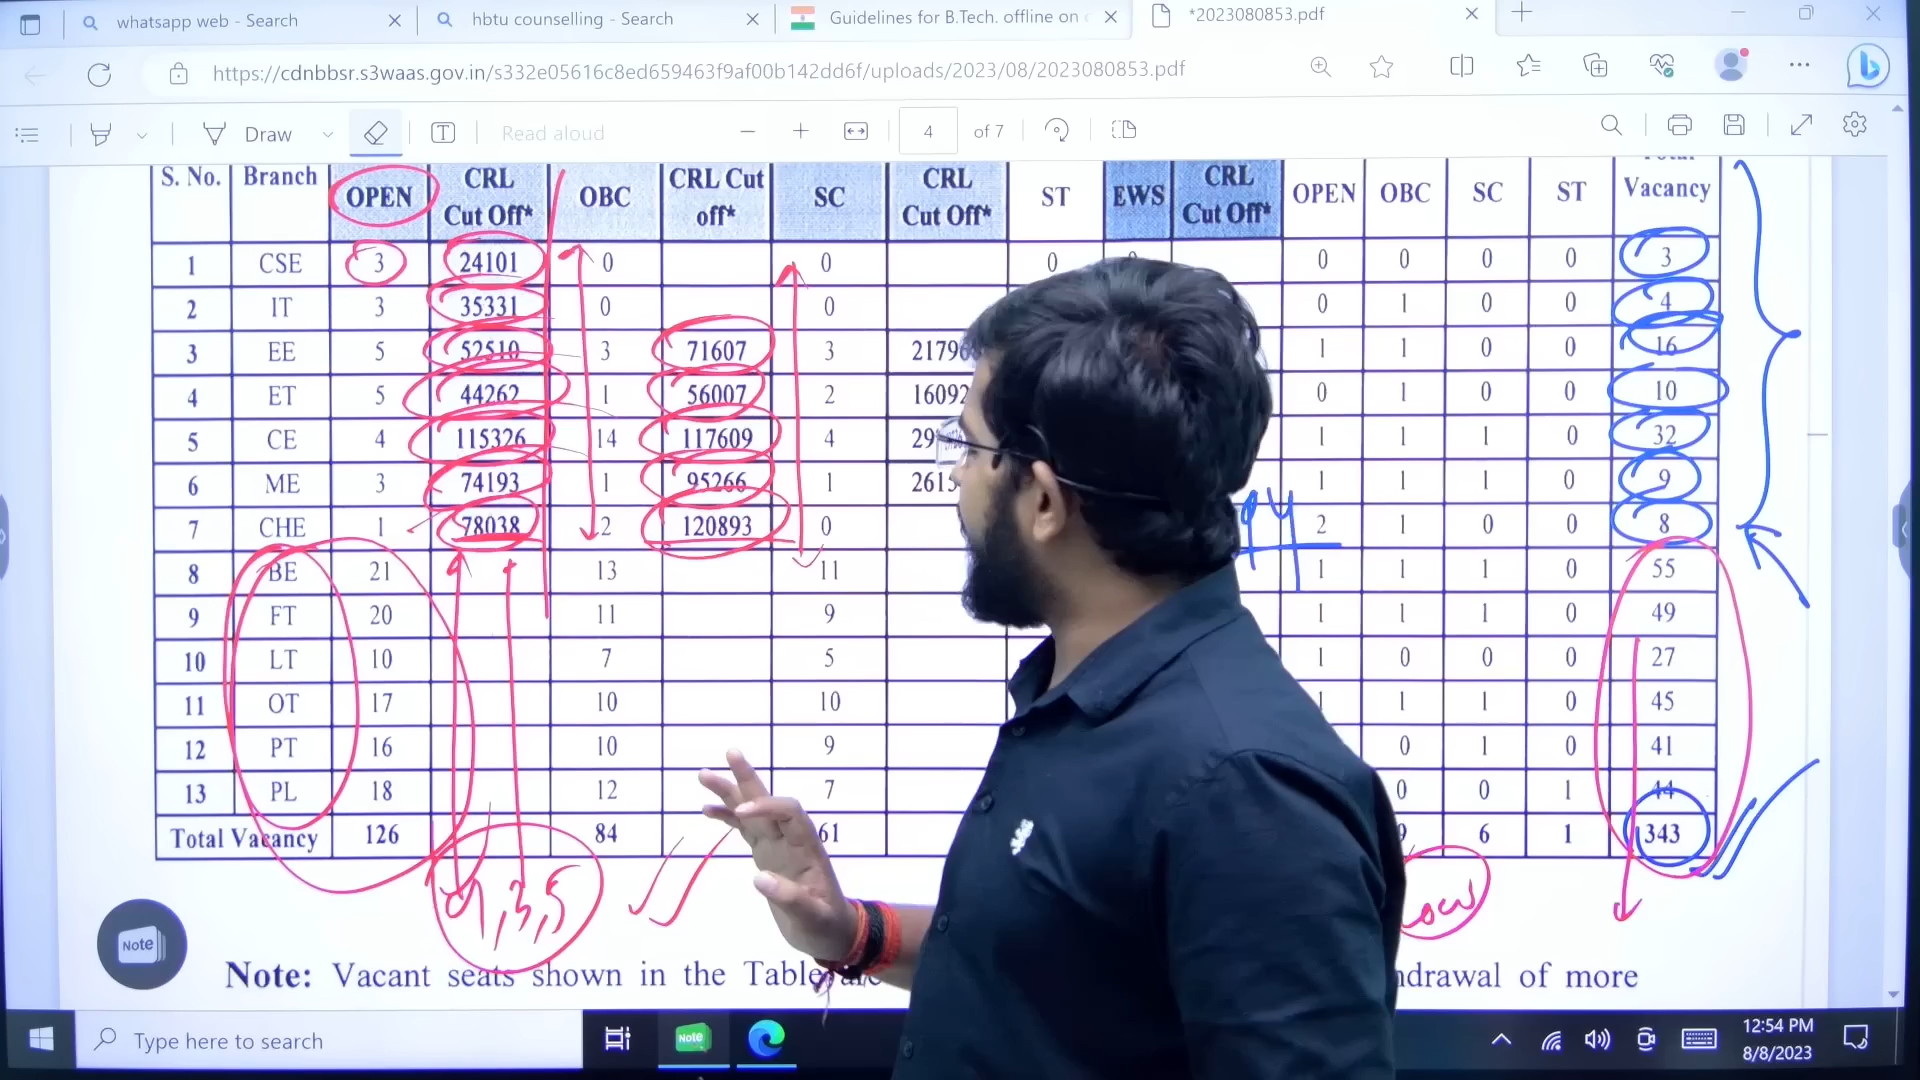 whatsapp web - Search
hbtu counselling - Search
Guidelines for B.Tech. offline on
*2023080853.pdf
https://cdnbbsr.s3waas.gov.in/s332e05616c8ed659463f9af00b142dd6f/uploads/2023/08/2023080853.pdf
Draw
Read aloud
4 of 7
S. No. Branch OPEN CRL Cut Off* OBC CRL Cut off* SC CRL Cut Off* ST EWS CRL Cut Off* OPEN OBC SC ST Total Vacancy
1 CSE 3 24101 0 0 0 0 0 0 0 3
2 IT 3 35331 0 0 0 1 0 0 4
3 EE 5 52510 3 71607 3 1 1 0 0 16
4 ET 5 44262 1 56007 2 0 1 0 0 10
5 CE 4 115326 14 117609 4 1 1 1 0 32
6 ME 3 74193 1 95266 1 1 1 1 0 9
7 CHE 1 78038 2 120893 0 2 1 0 0 8
8 BE 21 13 11 1 1 1 0 55
9 FT 20 11 9 1 1 1 0 49
10 LT 10 7 5 1 0 0 0 27
11 OT 17 10 10 1 1 1 0 45
12 PT 16 10 9 0 1 0 41
13 PL 18 12 7 0 0 1 44
Total Vacancy 126 84 61 6 1 343
Note
Note: Vacant seats shown in the Table of more
Type here to search
Note
12:54 PM
8/8/2023